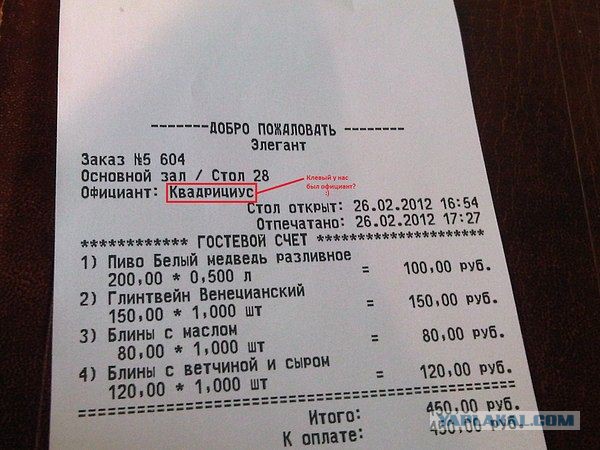 -------ДОБРО ПОЖАЛОВАТЬ --------
Элегант
Заказ №5 604
Основной зал / Стол 28
Официант: Квадрициус
Клевый у нас
был официант?
:)
Стол открыт: 26.02.2012 16:54
Отпечатано: 26.02.2012 17:27
************* ГОСТЕВОЙ СЧЕТ *********************
1) Пиво Белый медведь разливное
200,00 * 0,500 л = 100,00 руб.
2) Глинтвейн Венецианский
150,00 * 1,000 шт = 150,00 руб.
3) Блины с маслом
80,00 * 1,000 шт = 80,00 руб.
4) Блины с ветчиной и сыром
120,00 * 1,000 шт = 120,00 руб.
Итого: 450,00 руб.
К оплате: 450,00 руб.
YAPLAKAL.COM